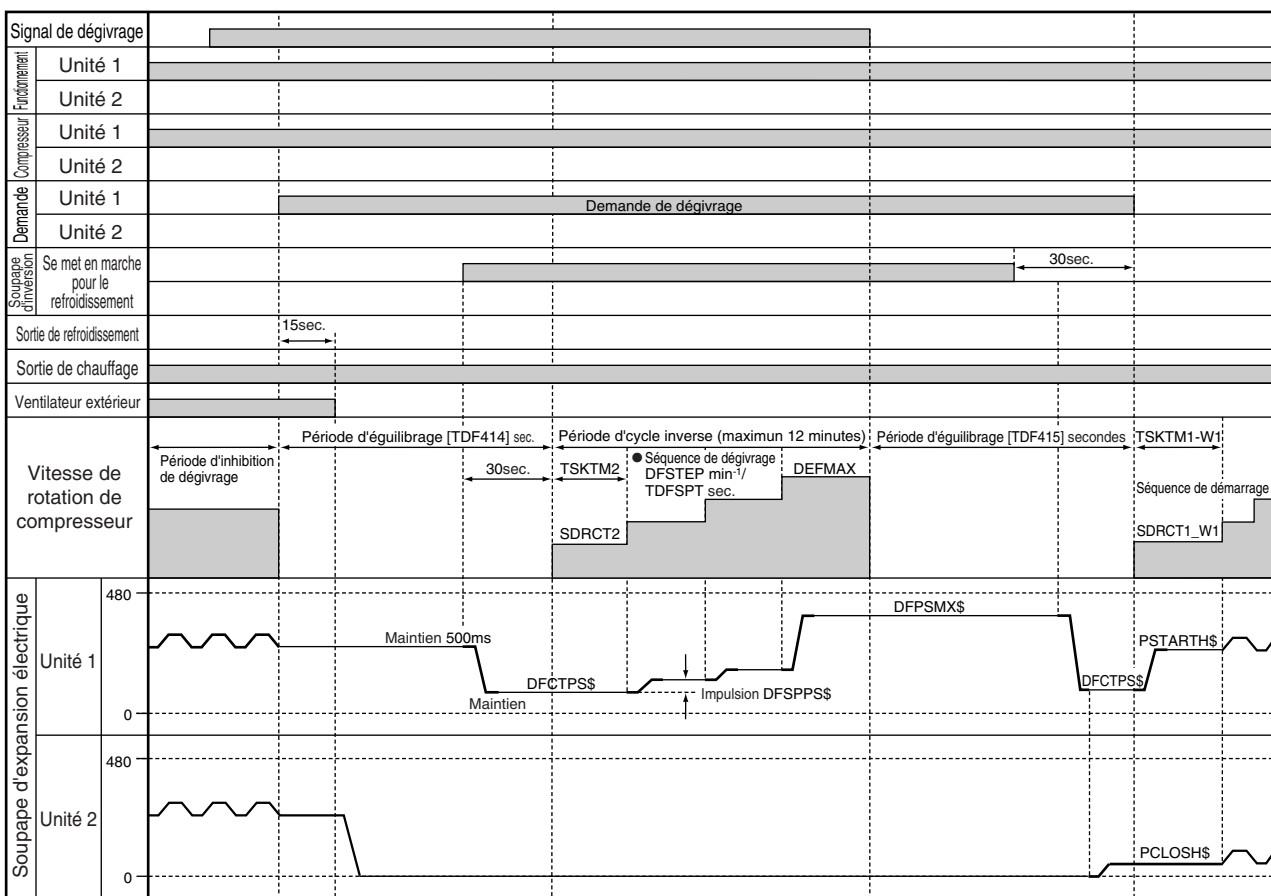 Signal de dégivrage
Fonctionnement
Unité 1
Unité 2
Compresseur
Unité 1
Unité 2
Demande
Unité 1
Demande de dégivrage
Unité 2
Soupape
d'inversion
Se met en marche
pour le
refroidissement
30sec.
Sortie de refroidissement
15sec.
Sortie de chauffage
Ventilateur extérieur
Vitesse de
rotation de
compresseur
Période d'inhibition
de dégivrage
Période d'éguilibrage [TDF414] sec.
30sec.
Période d'cycle inverse (maximun 12 minutes)
TSKTM2
● Séquence de dégivrage
DFSTEP min⁻¹/
TDFSPT sec.
DEFMAX
SDRCT2
Période d'éguilibrage [TDF415] secondes
TSKTM1-W1
Séquence de démarrage
SDRCT1_W1
Soupape d'expansion électrique
Unité 1
480
0
Maintien 500ms
DFCTPS$
Maintien
Impulsion DFSPPS$
DFPSMX$
DFCTPS$
PSTARTH$
Unité 2
480
0
PCLOSH$